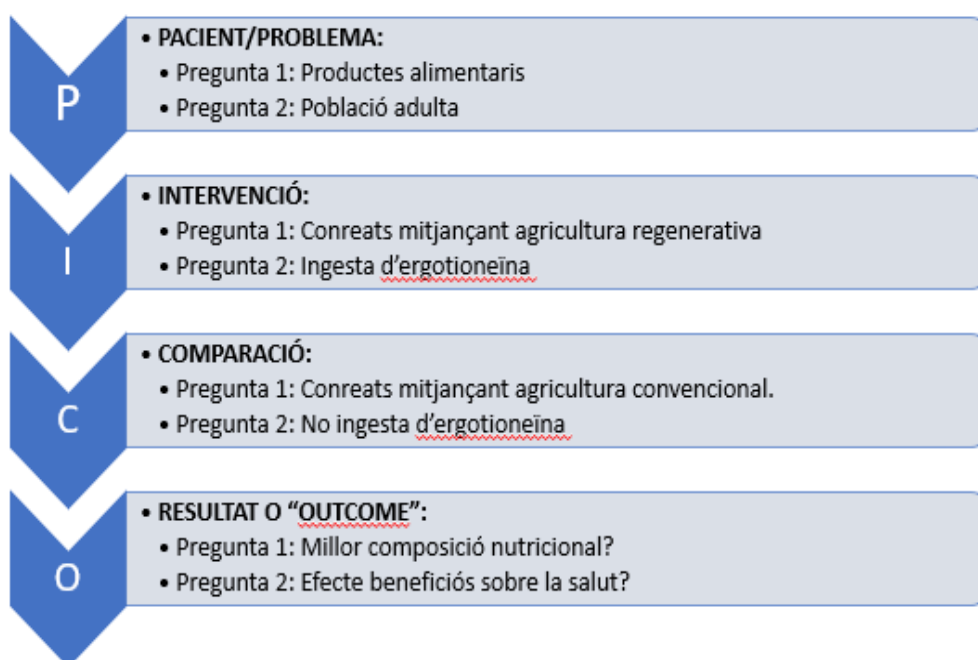 P
• PACIENT/PROBLEMA:
• Pregunta 1: Productes alimentaris
• Pregunta 2: Població adulta
I
• INTERVENCIÓ:
• Pregunta 1: Conreats mitjançant agricultura regenerativa
• Pregunta 2: Ingesta d’ergotioneïna
C
• COMPARACIÓ:
• Pregunta 1: Conreats mitjançant agricultura convencional.
• Pregunta 2: No ingesta d’ergotioneïna
O
• RESULTAT O “OUTCOME”:
• Pregunta 1: Millor composició nutricional?
• Pregunta 2: Efecte beneficiós sobre la salut?